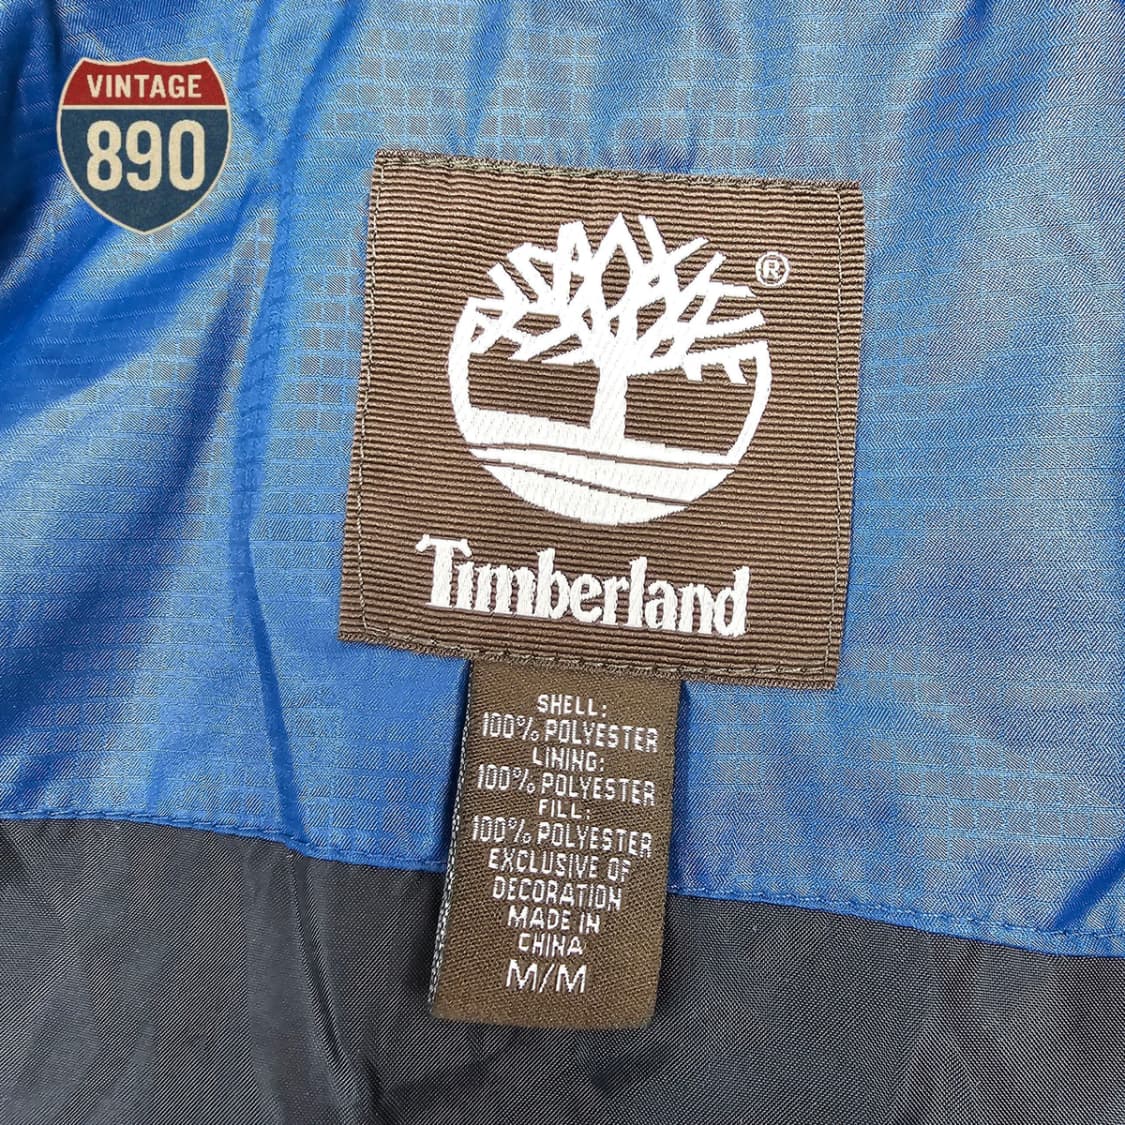 VINTAGE
890
®
Timberland
SHELL:
100% POLYESTER
LINING:
100% POLYESTER
FILL:
100% POLYESTER
EXCLUSIVE OF
DECORATION
MADE IN
CHINA
M/M